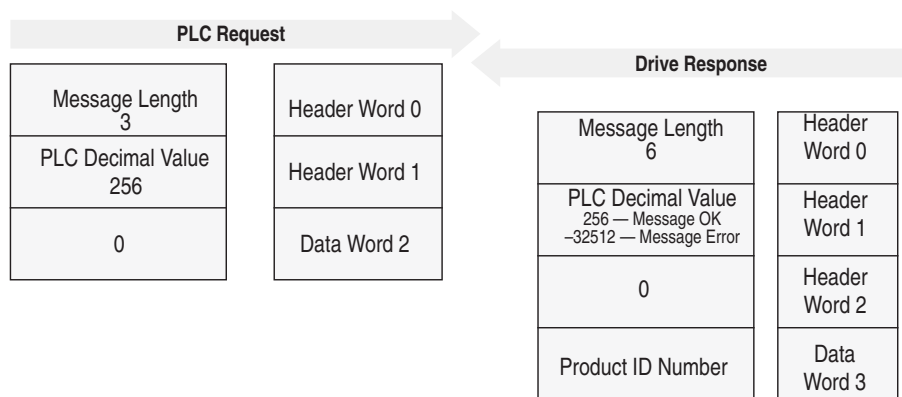 PLC Request
Message Length
3
Header Word 0
PLC Decimal Value
256
Header Word 1
0
Data Word 2
Drive Response
Message Length
6
Header
Word 0
PLC Decimal Value
256 — Message OK
–32512 — Message Error
Header
Word 1
0
Header
Word 2
Product ID Number
Data
Word 3